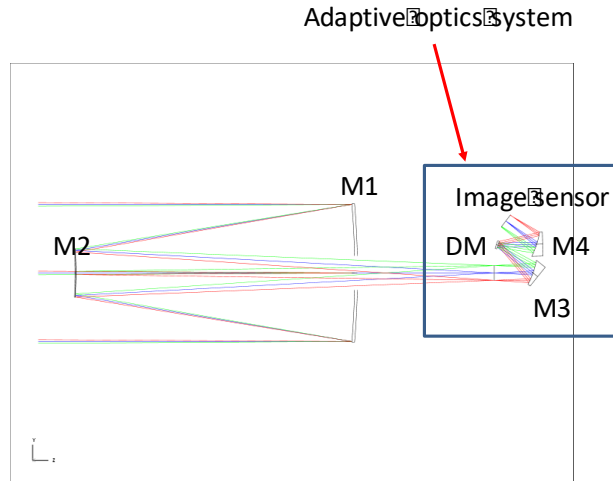 Adaptive�optics�system
M1
Image�sensor
M2
DM
M4
M3
Y
Z